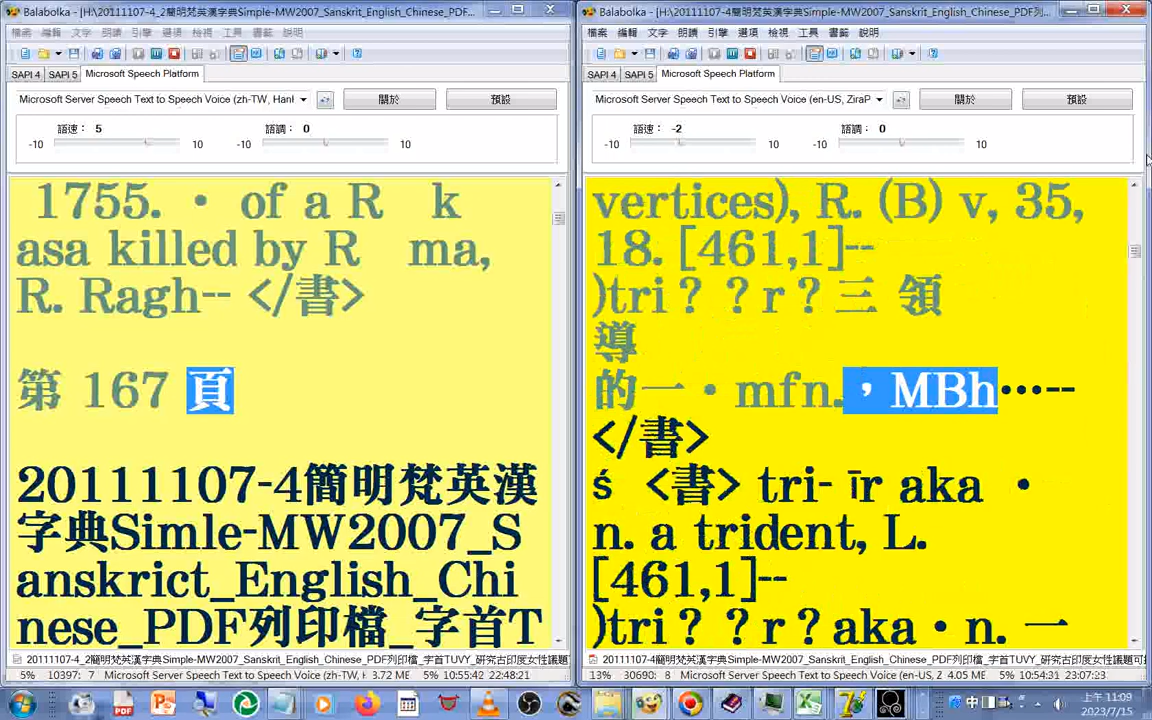 Balabolka - [H:\20111107-4_2簡明梵英漢字典Simple-MW2007_Sanskrit_English_Chinese_PDF...
檔案 編輯 文字 朗讀 引擎 選項 檢視 工具 書籤 說明
SAPI 4 SAPI 5 Microsoft Speech Platform
Microsoft Server Speech Text to Speech Voice (zh-TW, Hanl 關於 預設
語速： 5 語調： 0
-10 10 -10 10
1755. • of a R k
asa killed by R ma,
R. Ragh-- </書>
第 167 頁
20111107-4簡明梵英漢
字典Simle-MW2007_S
anskrict_English_Chi
nese_PDF列印檔_字首T
20111107-4_2簡明梵英漢字典Simple-MW2007_Sanskrit_English_Chinese_PDF列印檔_字首TUVY_研究古印度女性議題
5% 10397: 7 Microsoft Server Speech Text to Speech Voice (zh-TW, H 3.72 MB 5% 10:55:42 22:48:21
Balabolka - [H:\20111107-4簡明梵英漢字典Simple-MW2007_Sanskrit_English_Chinese_PDF列...
檔案 編輯 文字 朗讀 引擎 選項 檢視 工具 書籤 說明
SAPI 4 SAPI 5 Microsoft Speech Platform
Microsoft Server Speech Text to Speech Voice (en-US, ZiraP 關於 預設
語速： -2 語調： 0
-10 10 -10 10
vertices), R. (B) v, 35,
18. [461,1]--
)tri？？r？三 領
導
的一•mfn.，MBh…--
</書>
ś <書> tri- īr aka •
n. a trident, L.
[461,1]--
)tri？？r？aka•n. 一
20111107-4簡明梵英漢字典Simple-MW2007_Sanskrit_English_Chinese_PDF列印檔_字首TUVY_研究古印度女性議題可
13% 30690: 8 Microsoft Server Speech Text to Speech Voice (en-US, Z 4.05 MB 5% 10:54:31 23:07:23
中
上午 11:09
2023/7/15